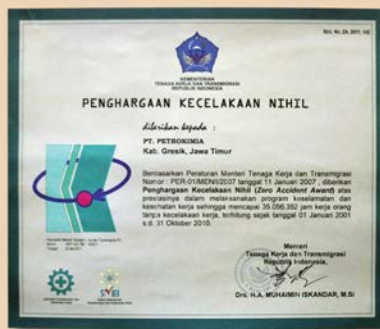 KEMENTERIAN
TENAGA KERJA DAN TRANSMIGRASI
REPUBLIK INDONESIA
PENGHARGAAN KECELAKAAN NIHIL
diberikan kepada :
PT. PETROKIMIA
Kab. Gresik, Jawa Timur
Berdasarkan Peraturan Menteri Tenaga Kerja dan Transmigrasi
Nomor : PER-01/MEN/I/2007 tanggal 11 Januari 2007 , diberikan
Penghargaan Kecelakaan Nihil (Zero Accident Award) atas
prestasinya dalam melaksanakan program keselamatan dan
kesehatan kerja sehingga mencapai 35.056.352 jam kerja orang
tanpa kecelakaan kerja, terhitung sejak tanggal 01 Januari 2001
s.d. 31 Oktober 2010.
Menteri
Tenaga Kerja dan Transmigrasi
Republik Indonesia,
Drs. H.A. MUHAIMIN ISKANDAR, M.Si